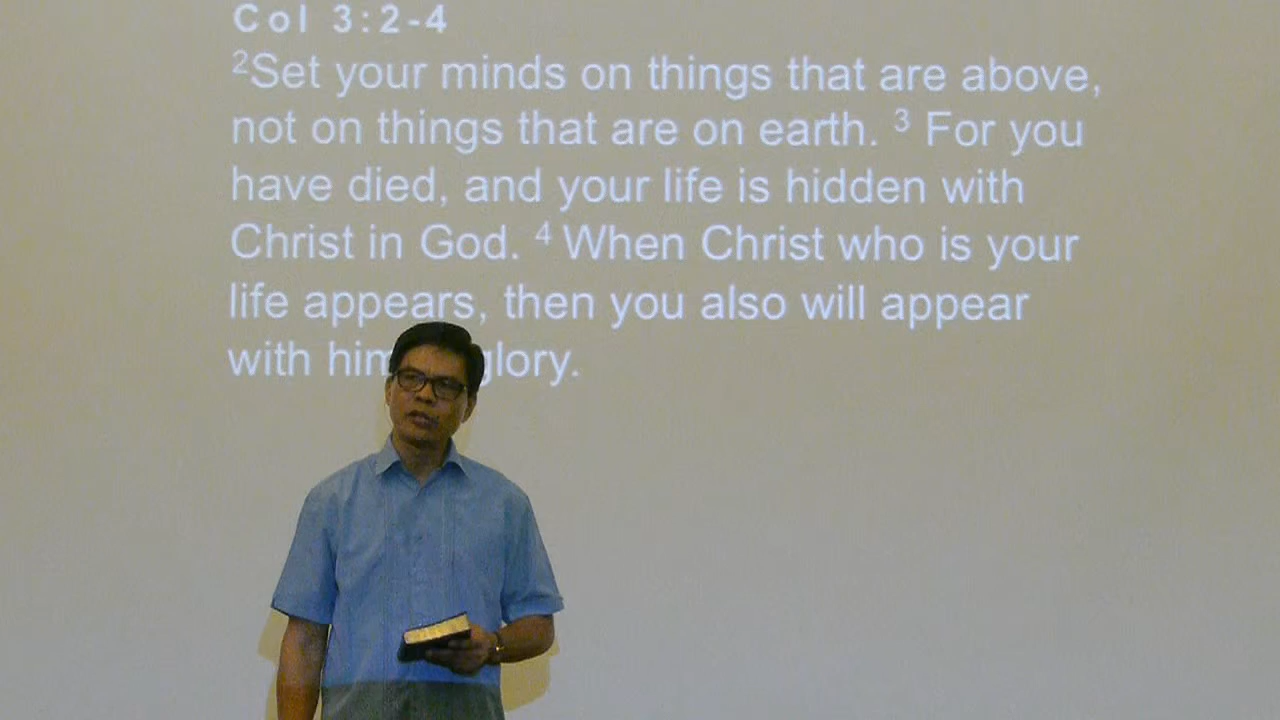 Col 3:2-4
²Set your minds on things that are above,
not on things that are on earth. ³ For you
have died, and your life is hidden with
Christ in God. ⁴ When Christ who is your
life appears, then you also will appear
with him glory.